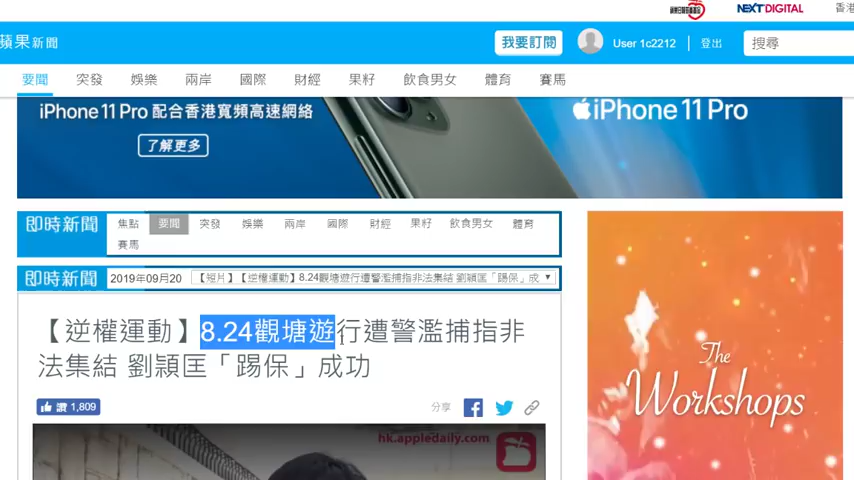 NEXT DIGITAL
香港
蘋果新聞
我要訂閱
User 1c2212
登出
搜尋
要聞 突發 娛樂 兩岸 國際 財經 果籽 飲食男女 體育 賽馬
iPhone 11 Pro 配合香港寬頻高速網絡
iPhone 11 Pro
了解更多
即時新聞 焦點 要聞 突發 娛樂 兩岸 國際 財經 果籽 飲食男女 體育
賽馬
即時新聞 2019年09月20 【短片】【逆權運動】8.24觀塘遊行遭警濫捕指非法集結 劉頴匡「踢保」成
【逆權運動】8.24觀塘遊行遭警濫捕指非
法集結 劉頴匡「踢保」成功
讚 1,809
分享
hk.appledaily.com
The
Workshops